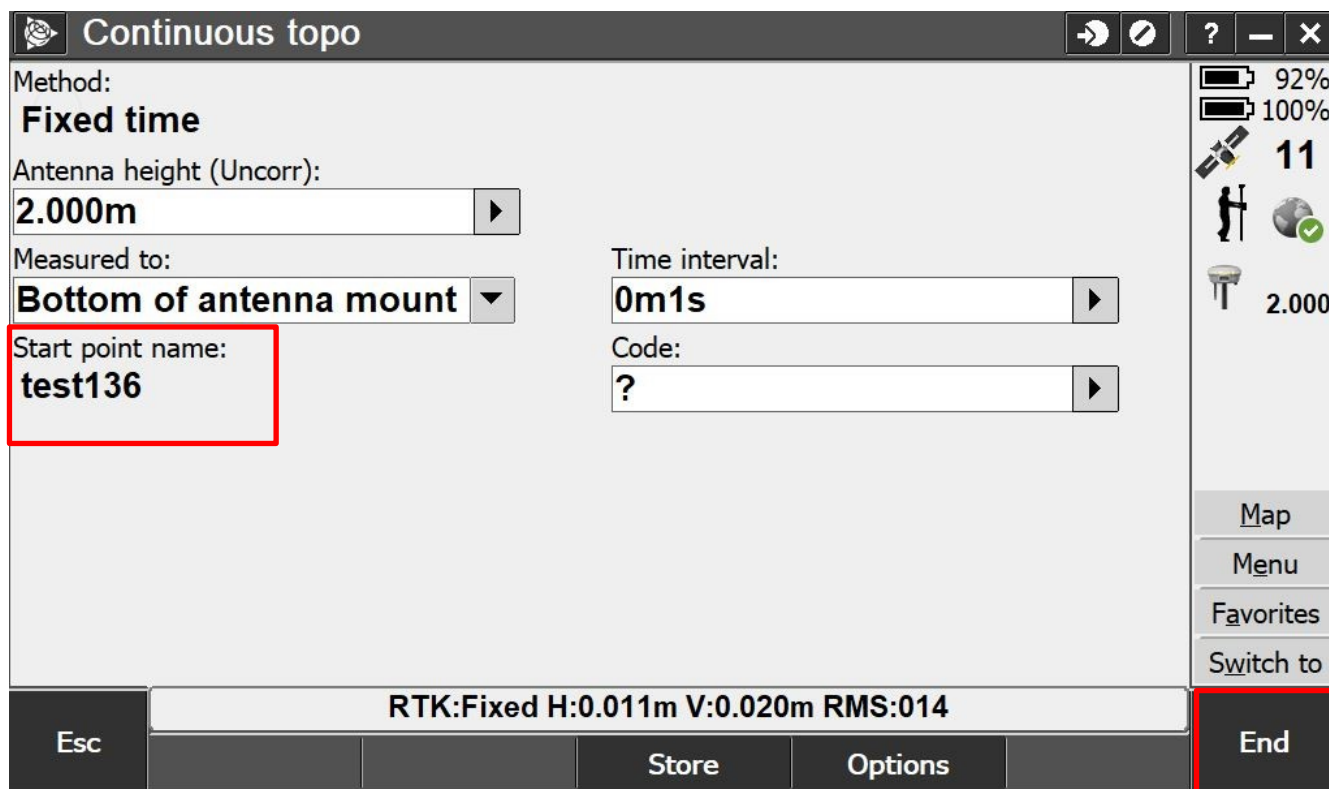 Continuous topo
?
Method:
Fixed time
Antenna height (Uncorr):
2.000m
Measured to:
Bottom of antenna mount
Time interval:
0m1s
Start point name:
test136
Code:
?
92%
100%
11
2.000
Map
Menu
Favorites
Switch to
RTK:Fixed H:0.011m V:0.020m RMS:014
Esc
Store
Options
End